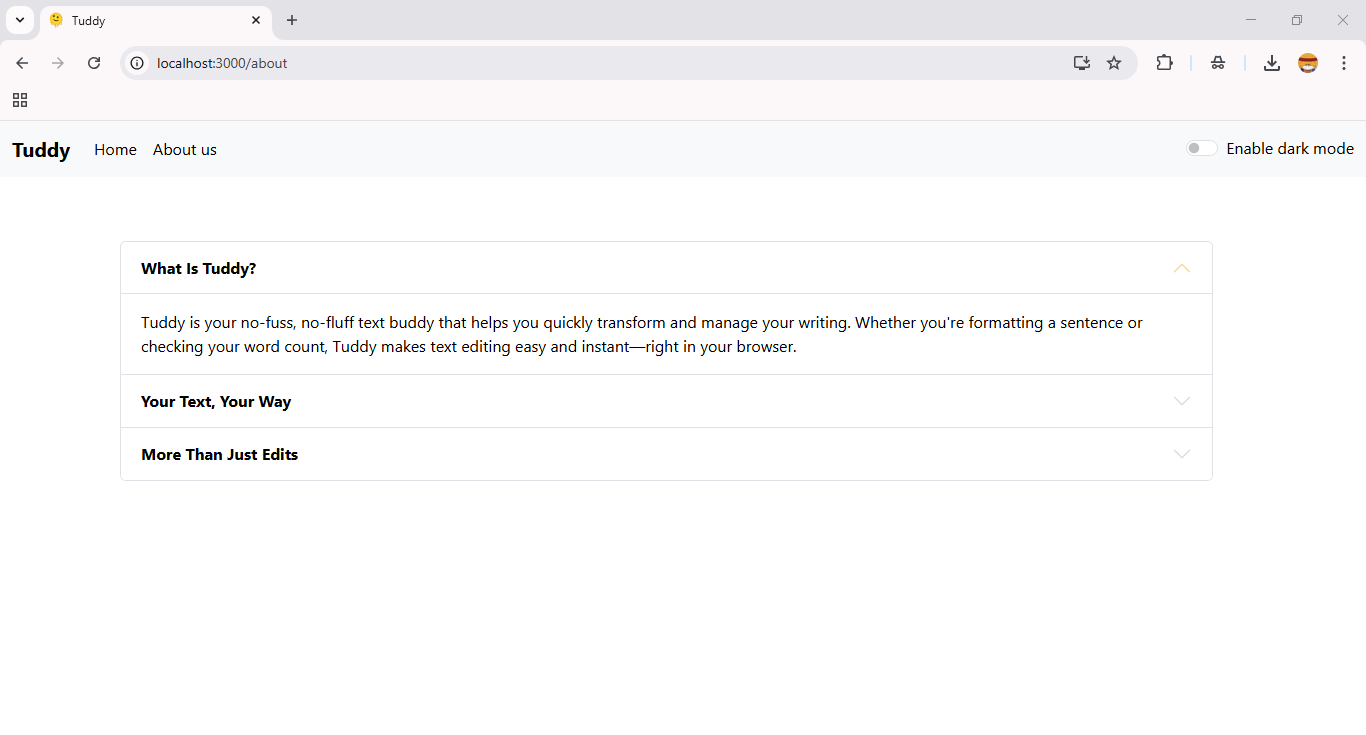 Tuddy
localhost:3000/about
Tuddy Home About us Enable dark mode
What Is Tuddy?
Tuddy is your no-fuss, no-fluff text buddy that helps you quickly transform and manage your writing. Whether you're formatting a sentence or
checking your word count, Tuddy makes text editing easy and instant—right in your browser.
Your Text, Your Way
More Than Just Edits